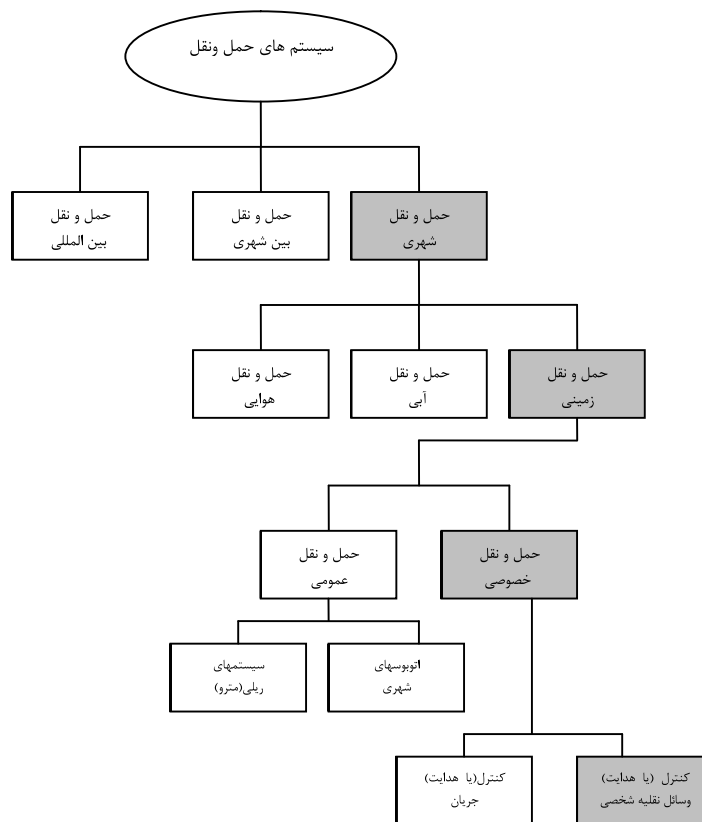 سیستم های حمل ونقل
حمل و نقل
شهری
حمل و نقل
بین شهری
حمل و نقل
بین المللی
حمل و نقل
زمینی
حمل و نقل
آبی
حمل و نقل
هوایی
حمل و نقل
خصوصی
حمل و نقل
عمومی
اتوبوسهای
شهری
سیستمهای
ریلی(مترو)
کنترل (یا هدایت)
وسائل نقلیه شخصی
کنترل(یا هدایت)
جریان